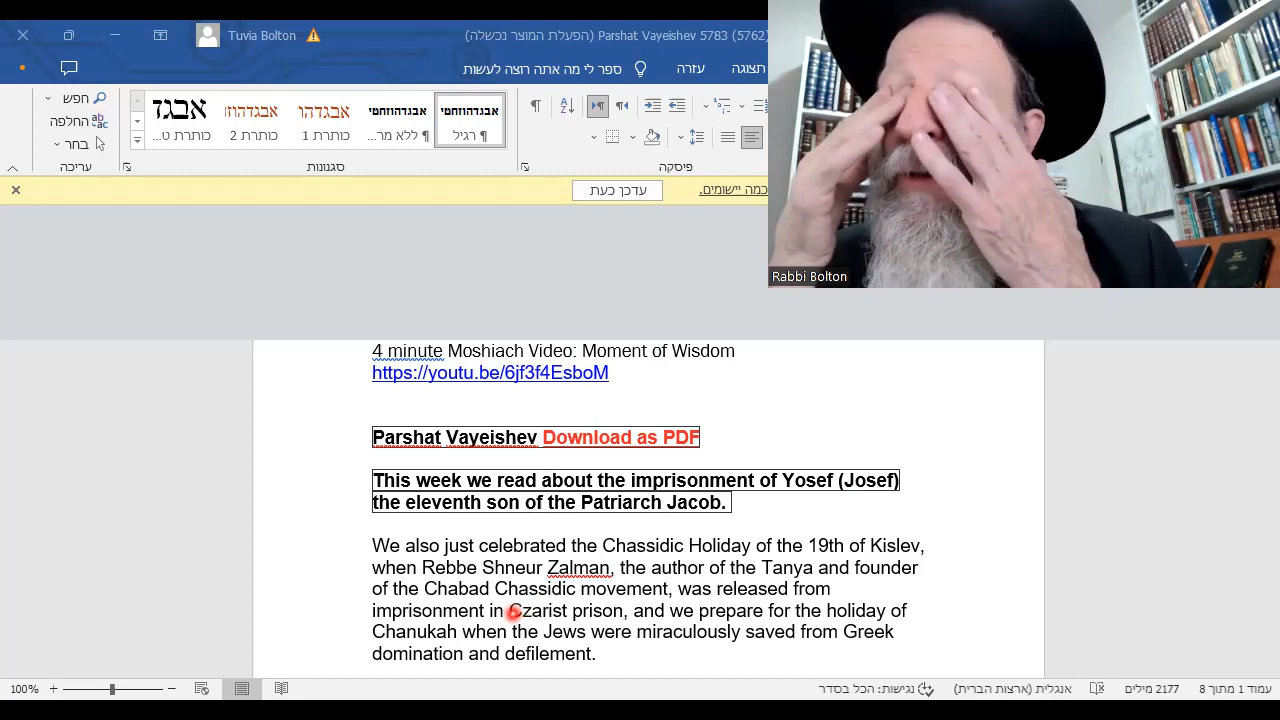 Tuvia Bolton
Parshat Vayeishev 5783 (5762) (הפעלת המוצר נכשלה)
תצוגה עזרה ספר לי מה אתה רוצה לעשות
חפש
החלפה
בחר
עריכה
אבגדהוזחטי אבגדהוזחטי אבגדהו אבגדהוזו אבגד
רגיל ¶ ללא מר... ¶ כותרת 1 כותרת 2 כותרת ט...
סגנונות
פיסקה
כמה יישומים.
עדכן כעת
Rabbi Bolton
4 minute Moshiach Video: Moment of Wisdom
https://youtu.be/6jf3f4EsboM
Parshat Vayeishev Download as PDF
This week we read about the imprisonment of Yosef (Josef)
the eleventh son of the Patriarch Jacob.
We also just celebrated the Chassidic Holiday of the 19th of Kislev,
when Rebbe Shneur Zalman, the author of the Tanya and founder
of the Chabad Chassidic movement, was released from
imprisonment in Czarist prison, and we prepare for the holiday of
Chanukah when the Jews were miraculously saved from Greek
domination and defilement.
עמוד 1 מתוך 8 2177 מילים אנגלית (ארצות הברית) נגישות: הכל בסדר 100%